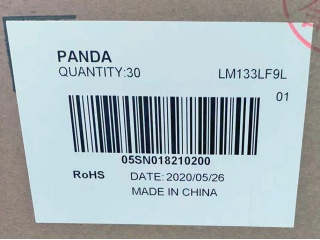 PANDA
QUANTITY:30 LM133LF9L
01
05SN018210200
RoHS DATE: 2020/05/26
MADE IN CHINA